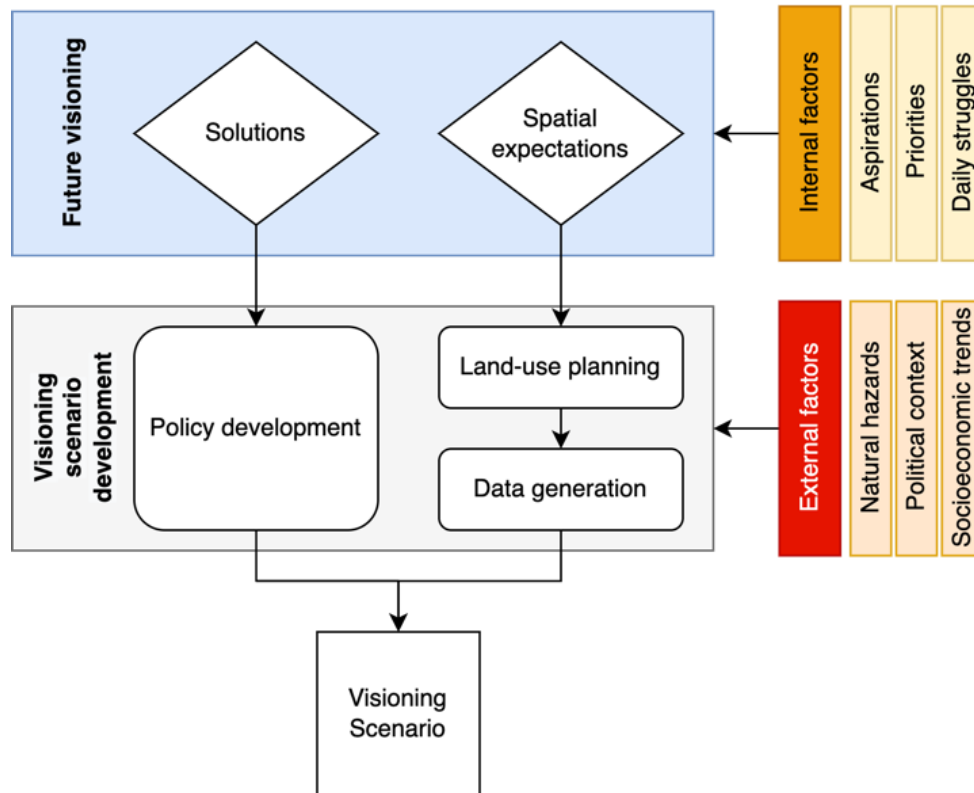 Future visioning
Solutions
Spatial
expectations
Internal factors
Aspirations
Priorities
Daily struggles
Visioning
scenario
development
Policy development
Land-use planning
Data generation
External factors
Natural hazards
Political context
Socioeconomic trends
Visioning
Scenario